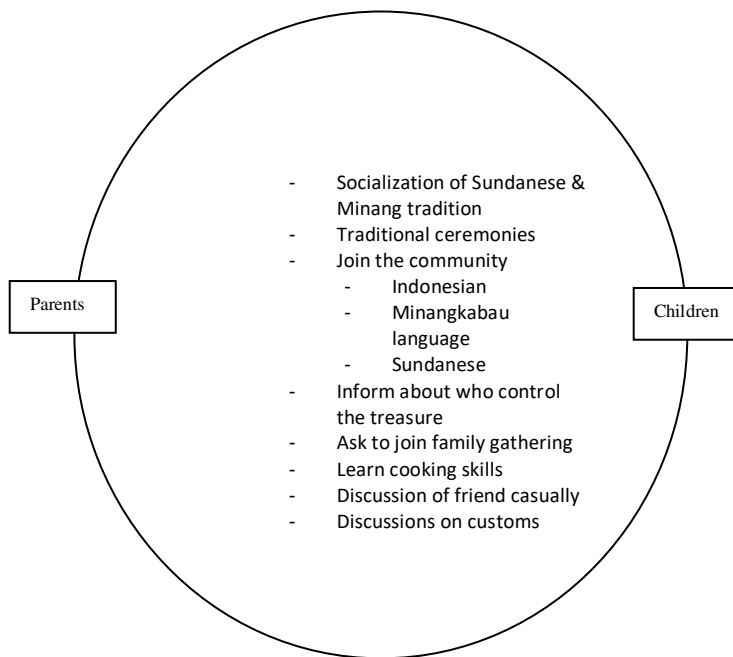 - Socialization of Sundanese &
Minang tradition
- Traditional ceremonies
- Join the community
- Indonesian
- Minangkabau
language
- Sundanese
- Inform about who control
the treasure
- Ask to join family gathering
- Learn cooking skills
- Discussion of friend casually
- Discussions on customs
Parents
Children